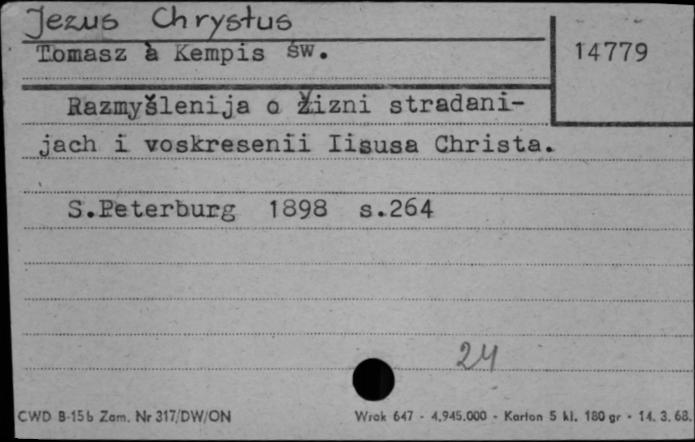 Jezus Chrystus
Tomasz à Kempis św.
14779
Razmyšlenija o žizni stradani-
jach i voskresenii Iisusa Christa.
S.Peterburg 1898 s.264
24
CWD B-15b Zam. Nr 317/DW/ON
Wrok 647 - 4.945.000 - Karton 5 kl. 180 gr - 14. 3. 68.